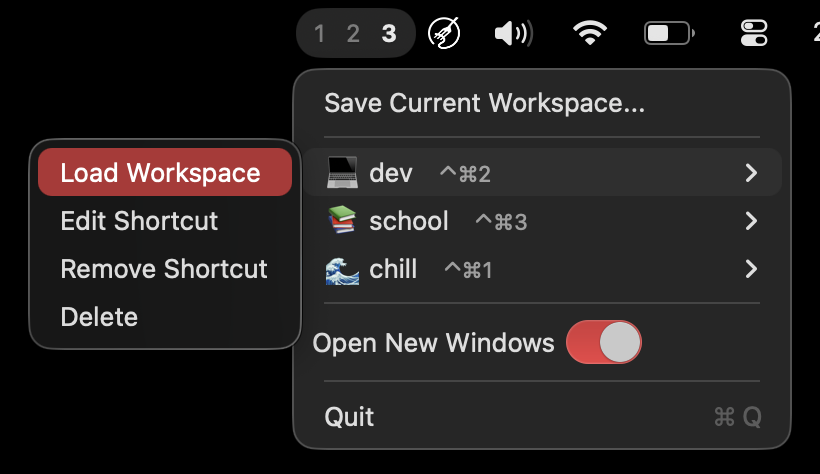 1 2 3
Save Current Workspace...
💻 dev ^⌘2
📚 school ^⌘3
🌊 chill ^⌘1
Load Workspace
Edit Shortcut
Remove Shortcut
Delete
Open New Windows
Quit ⌘ Q